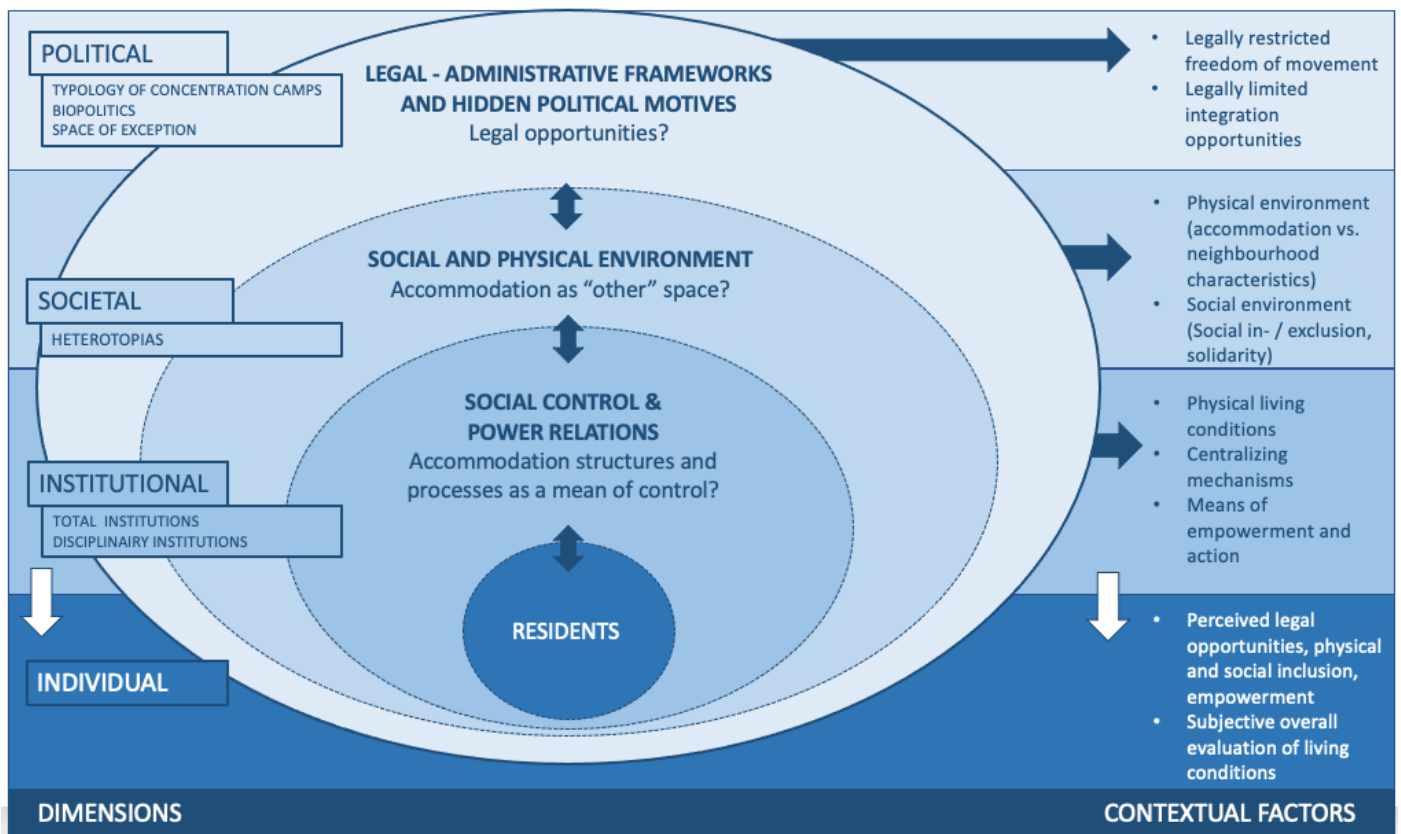 POLITICAL
TYPOLOGY OF CONCENTRATION CAMPS
BIOPOLITICS
SPACE OF EXCEPTION
LEGAL - ADMINISTRATIVE FRAMEWORKS
AND HIDDEN POLITICAL MOTIVES
Legal opportunities?
• Legally restricted
freedom of movement
• Legally limited
integration
opportunities
SOCIETAL
HETEROTOPIAS
SOCIAL AND PHYSICAL ENVIRONMENT
Accommodation as “other” space?
• Physical environment
(accommodation vs.
neighbourhood
characteristics)
• Social environment
(Social in- / exclusion,
solidarity)
INSTITUTIONAL
TOTAL INSTITUTIONS
DISCIPLINARY INSTITUTIONS
SOCIAL CONTROL &
POWER RELATIONS
Accommodation structures and
processes as a mean of control?
• Physical living
conditions
• Centralizing
mechanisms
• Means of
empowerment and
action
INDIVIDUAL
RESIDENTS
• Perceived legal
opportunities, physical
and social inclusion,
empowerment
• Subjective overall
evaluation of living
conditions
DIMENSIONS
CONTEXTUAL FACTORS